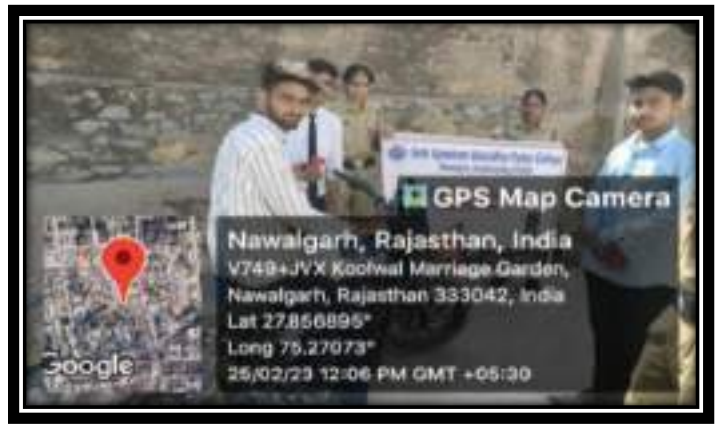 GPS Map Camera
Nawalgarh, Rajasthan, India
V749+JVX Koolwal Marriage Garden,
Nawalgarh, Rajasthan 333042, India
Lat 27.856895°
Long 75.27073°
25/02/23 12:06 PM GMT +05:30
Google